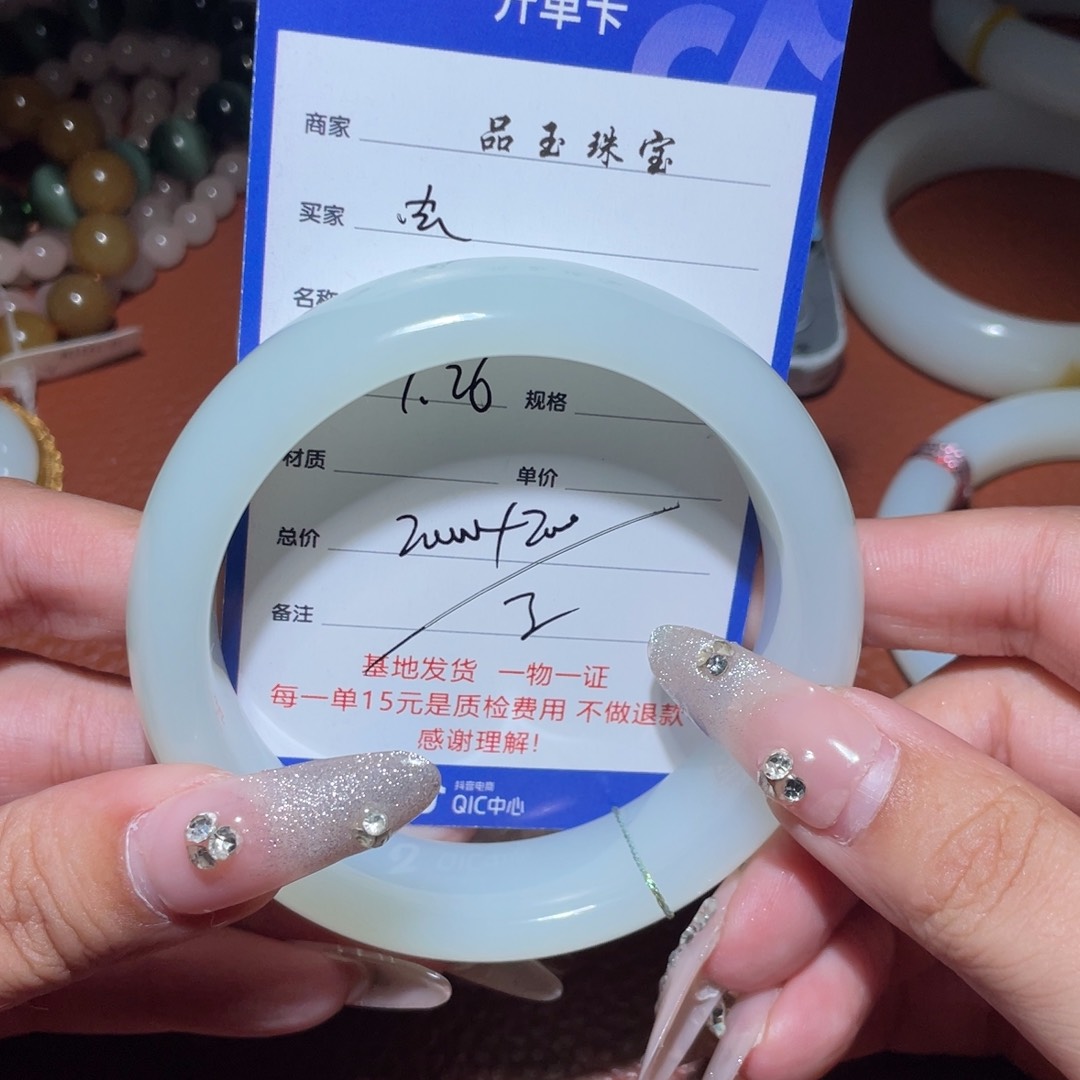 开单卡
商家 品玉珠宝
买家
名称
1.26 规格
材质 单价
总价
备注
基地发货 一物一证
每一单15元是质检费用 不做退款
感谢理解!
抖音电商
QIC中心